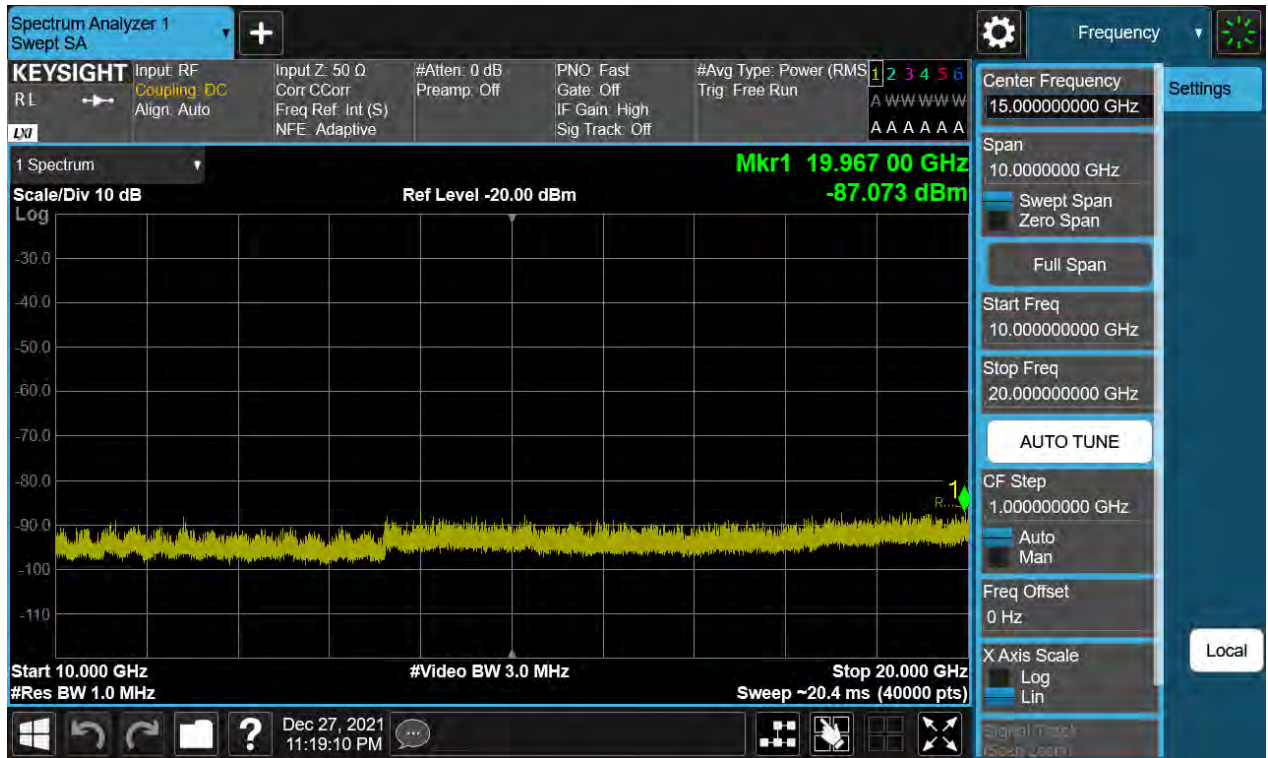 Spectrum Analyzer 1
Swept SA
Frequency
KEYSIGHT
RL
LXI
Input: RF
Coupling: DC
Align: Auto
Input Z: 50 Ω
Corr CCorr
Freq Ref: Int (S)
NFE: Adaptive
#Atten: 0 dB
Preamp: Off
PNO: Fast
Gate: Off
IF Gain: High
Sig Track: Off
#Avg Type: Power (RMS
Trig: Free Run
1 2 3 4 5 6
A W W W W W
A A A A A A
1 Spectrum
Mkr1 19.967 00 GHz
-87.073 dBm
Scale/Div 10 dB
Ref Level -20.00 dBm
Log
-30.0
-40.0
-50.0
-60.0
-70.0
-80.0
-90.0
-100
-110
1
R...
Start 10.000 GHz
#Video BW 3.0 MHz
Stop 20.000 GHz
#Res BW 1.0 MHz
Sweep ~20.4 ms (40000 pts)
Center Frequency
15.000000000 GHz
Settings
Span
10.0000000 GHz
Swept Span
Zero Span
Full Span
Start Freq
10.000000000 GHz
Stop Freq
20.000000000 GHz
AUTO TUNE
CF Step
1.000000000 GHz
Auto
Man
Freq Offset
0 Hz
X Axis Scale
Log
Lin
Signal Track
(Span Zoom)
Local
?
Dec 27, 2021
11:19:10 PM